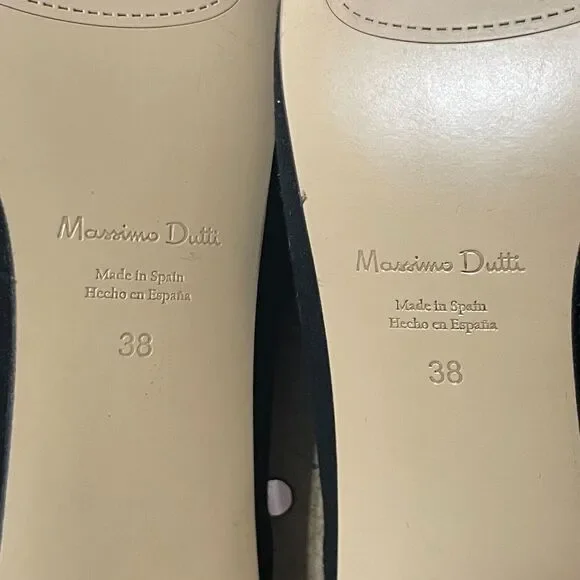 Massimo Dutti
Made in Spain
Hecho en España
38
Massimo Dutti
Made in Spain
Hecho en España
38